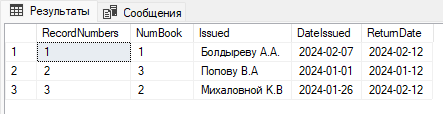 Результаты Сообщения
RecordNumbers NumBook Issued DateIssued ReturnDate
1 1 1 Болдыреву А.А. 2024-02-07 2024-02-12
2 2 3 Попову В.А 2024-01-01 2024-01-12
3 3 2 Михаловной К.В 2024-01-26 2024-02-12